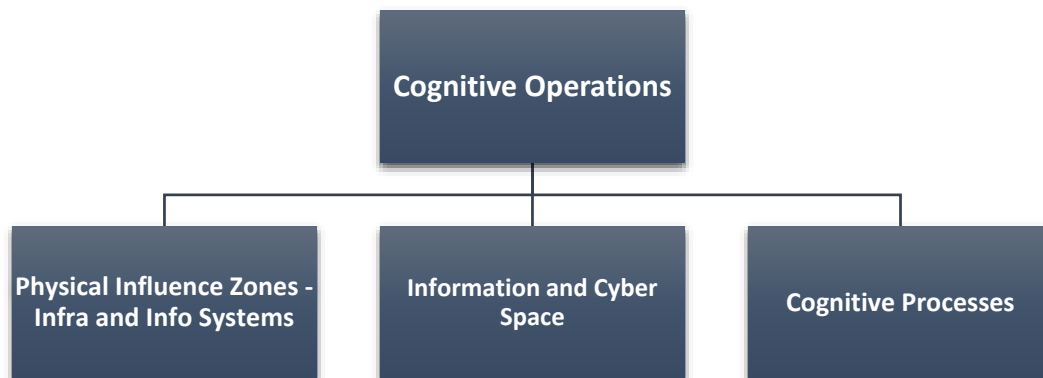 Cognitive Operations
Physical Influence Zones -
Infra and Info Systems
Information and Cyber
Space
Cognitive Processes